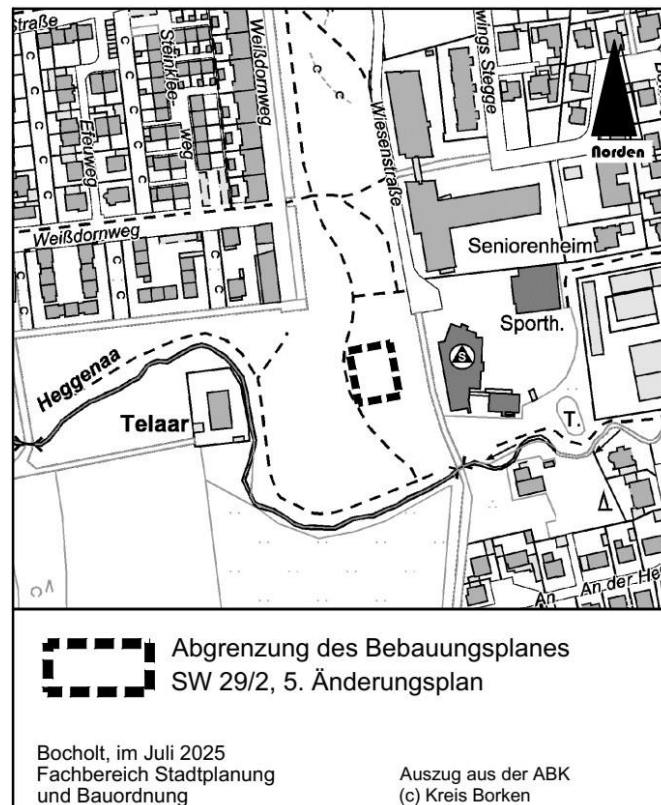 Straße
Efeuweg
Steinklee-
weg
Weißdornweg
Wiesenstraße
wings Stegge
Norden
Weißdornweg
Seniorenheim
Sporth.
S
Heggenaa
Telaar
T.
An
An der He
Abgrenzung des Bebauungsplanes
SW 29/2, 5. Änderungsplan
Bocholt, im Juli 2025
Fachbereich Stadtplanung
und Bauordnung
Auszug aus der ABK
(c) Kreis Borken